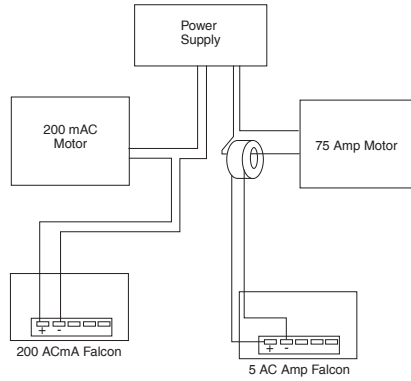 Power
Supply
200 mAC
Motor
75 Amp Motor
+ -
200 ACmA Falcon
+ -
5 AC Amp Falcon